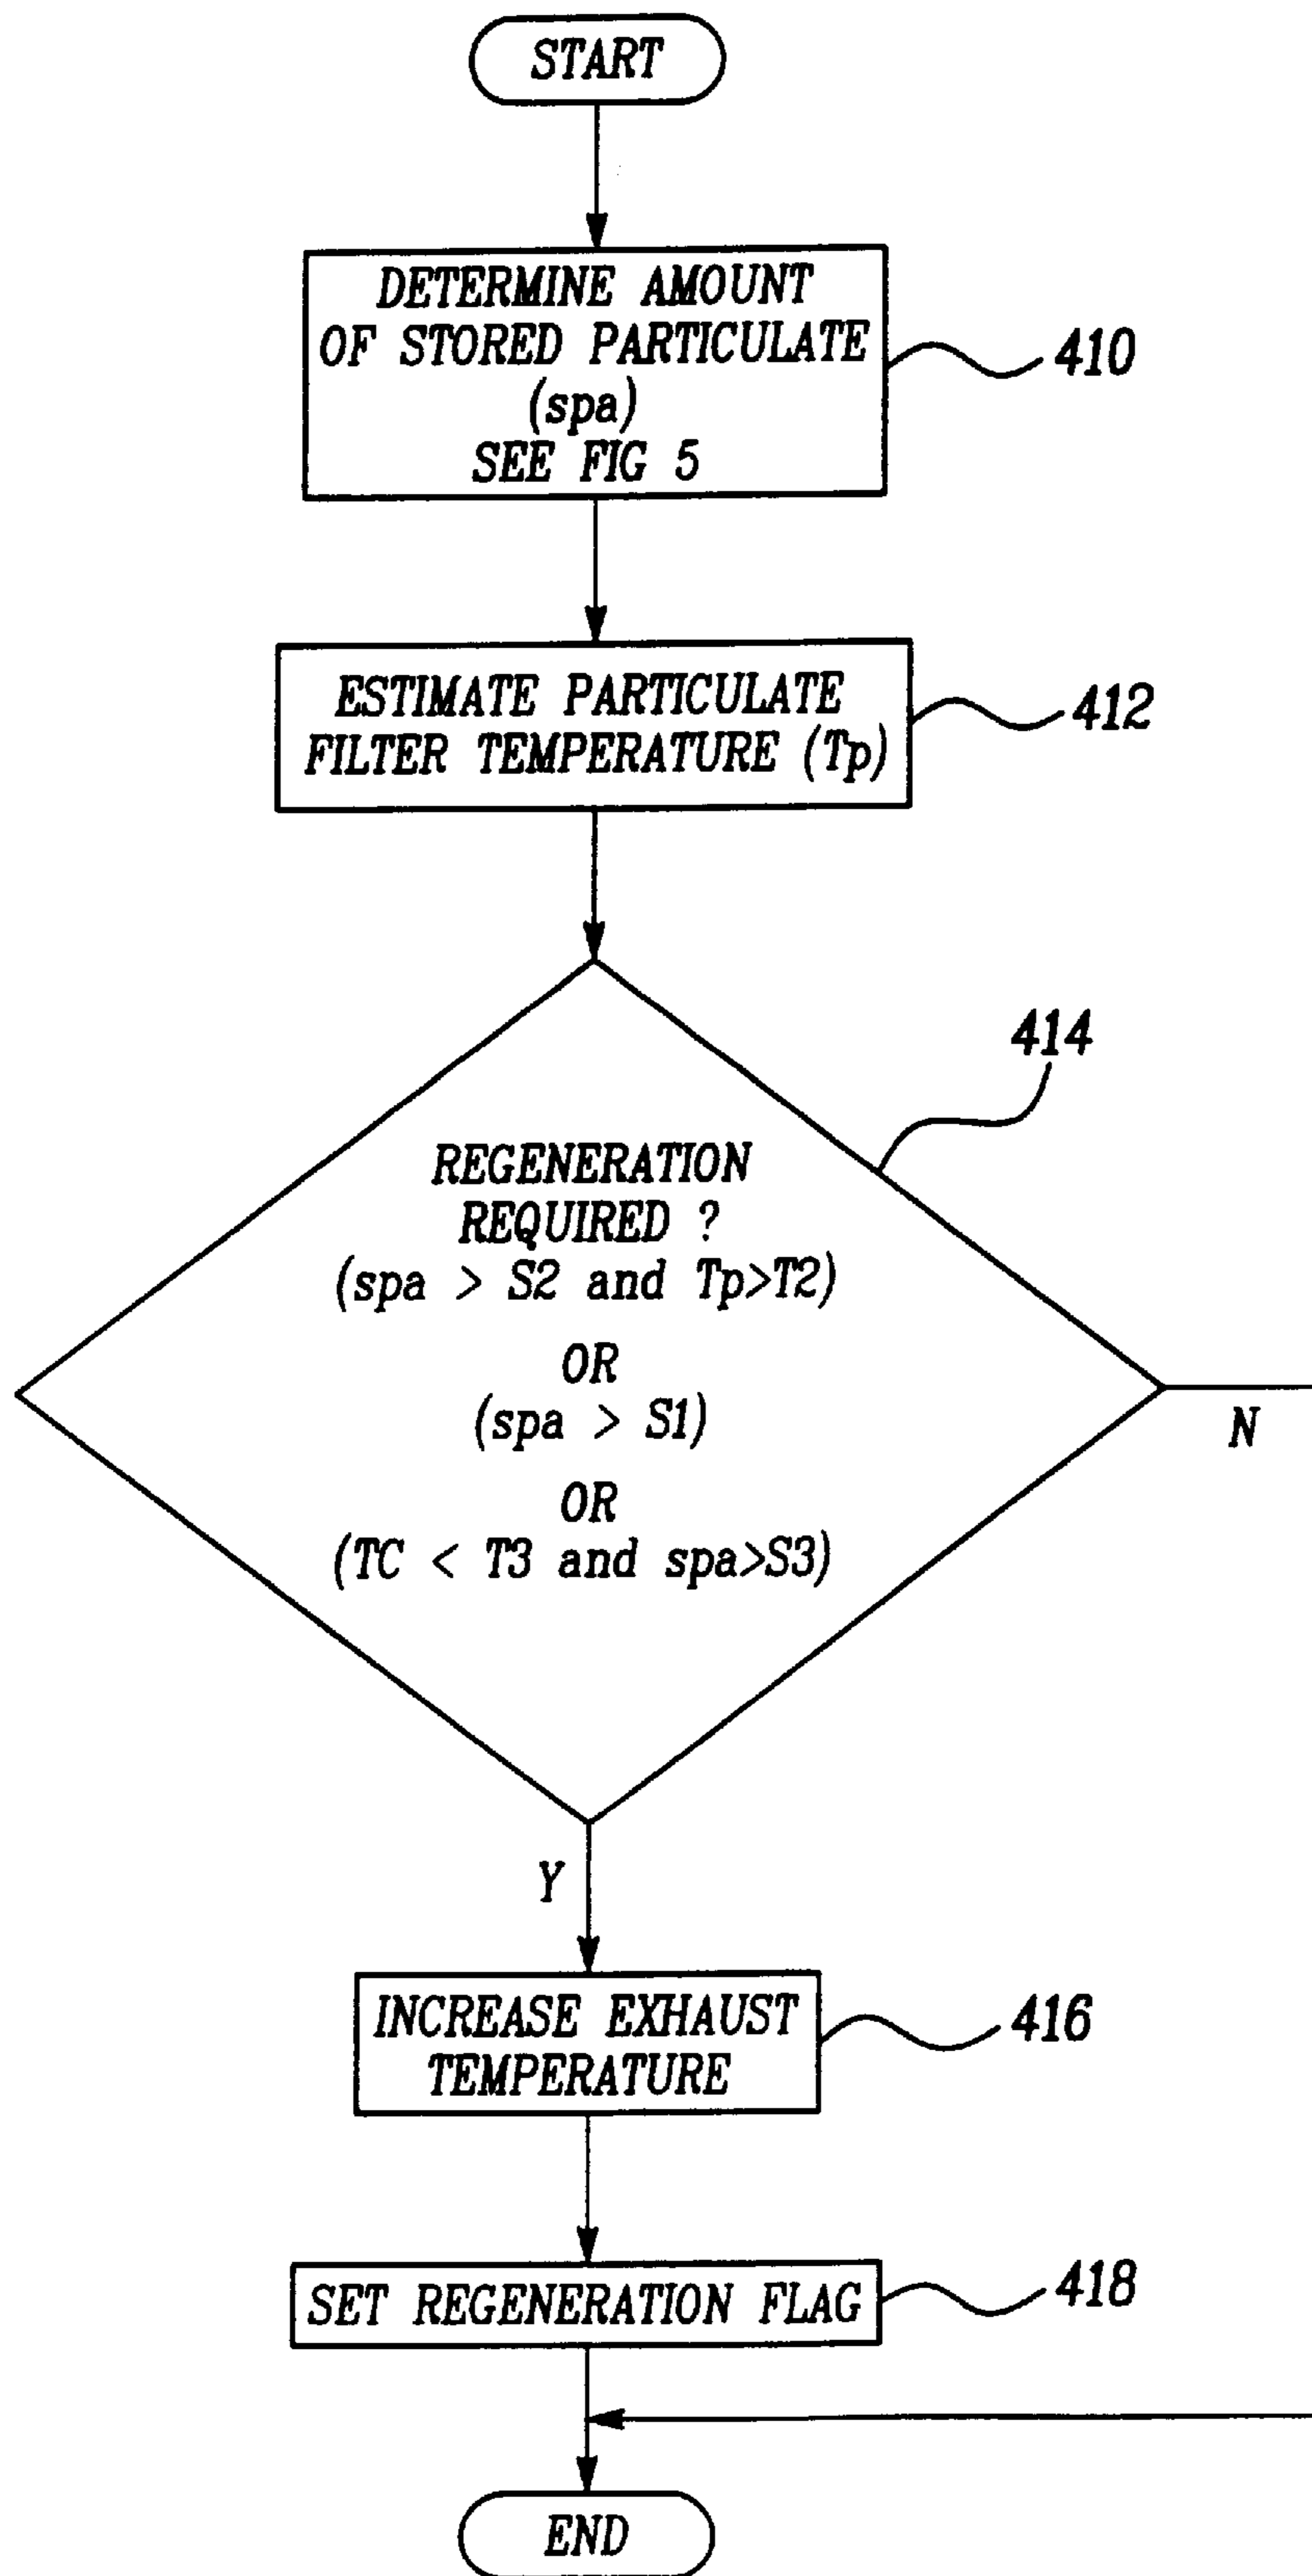 START
DETERMINE AMOUNT
OF STORED PARTICULATE
(spa)
SEE FIG 5
410
ESTIMATE PARTICULATE
FILTER TEMPERATURE (Tp)
412
414
REGENERATION
REQUIRED ?
(spa > S2 and Tp>T2)
OR
(spa > S1)
OR
(TC < T3 and spa>S3)
N
Y
INCREASE EXHAUST
TEMPERATURE
416
SET REGENERATION FLAG
418
END